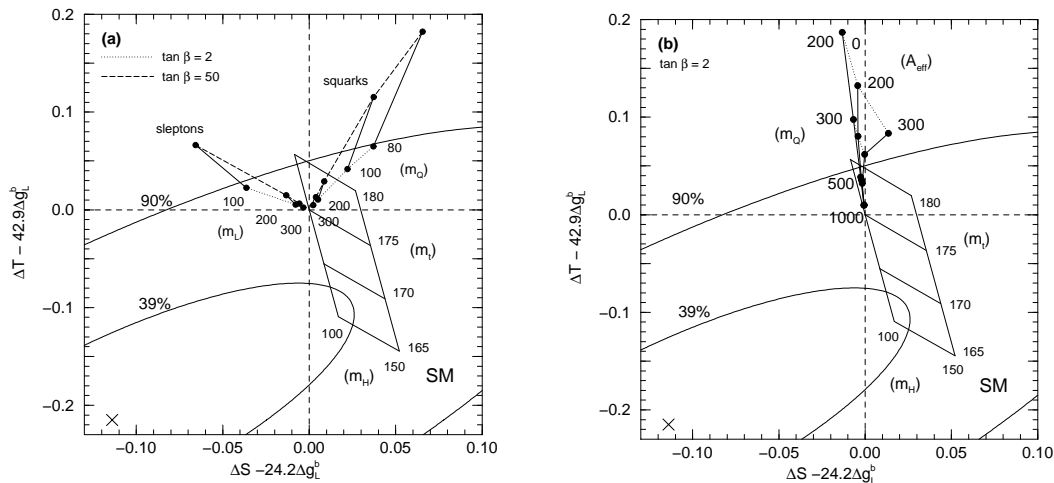 (a)
tan β = 2
tan β = 50
squarks
sleptons
80
(m_Q)
100
180
200
300
90%
100
200
(m_L)
300
175
(m_t)
170
39%
100
165
150
(m_H)
SM
0.2
0.1
0.0
−0.1
−0.2
−0.10
−0.05
0.00
0.05
0.10
ΔT − 42.9Δg_L^b
ΔS −24.2Δg_L^b
(b)
tan β = 2
200
0
(A_eff)
200
300
300
(m_Q)
500
1000
90%
180
(m_t)
175
170
39%
100
165
150
(m_H)
SM
0.2
0.1
0.0
−0.1
−0.2
−0.10
−0.05
0.00
0.05
0.10
ΔT − 42.9Δg_L^b
ΔS −24.2Δg_L^b